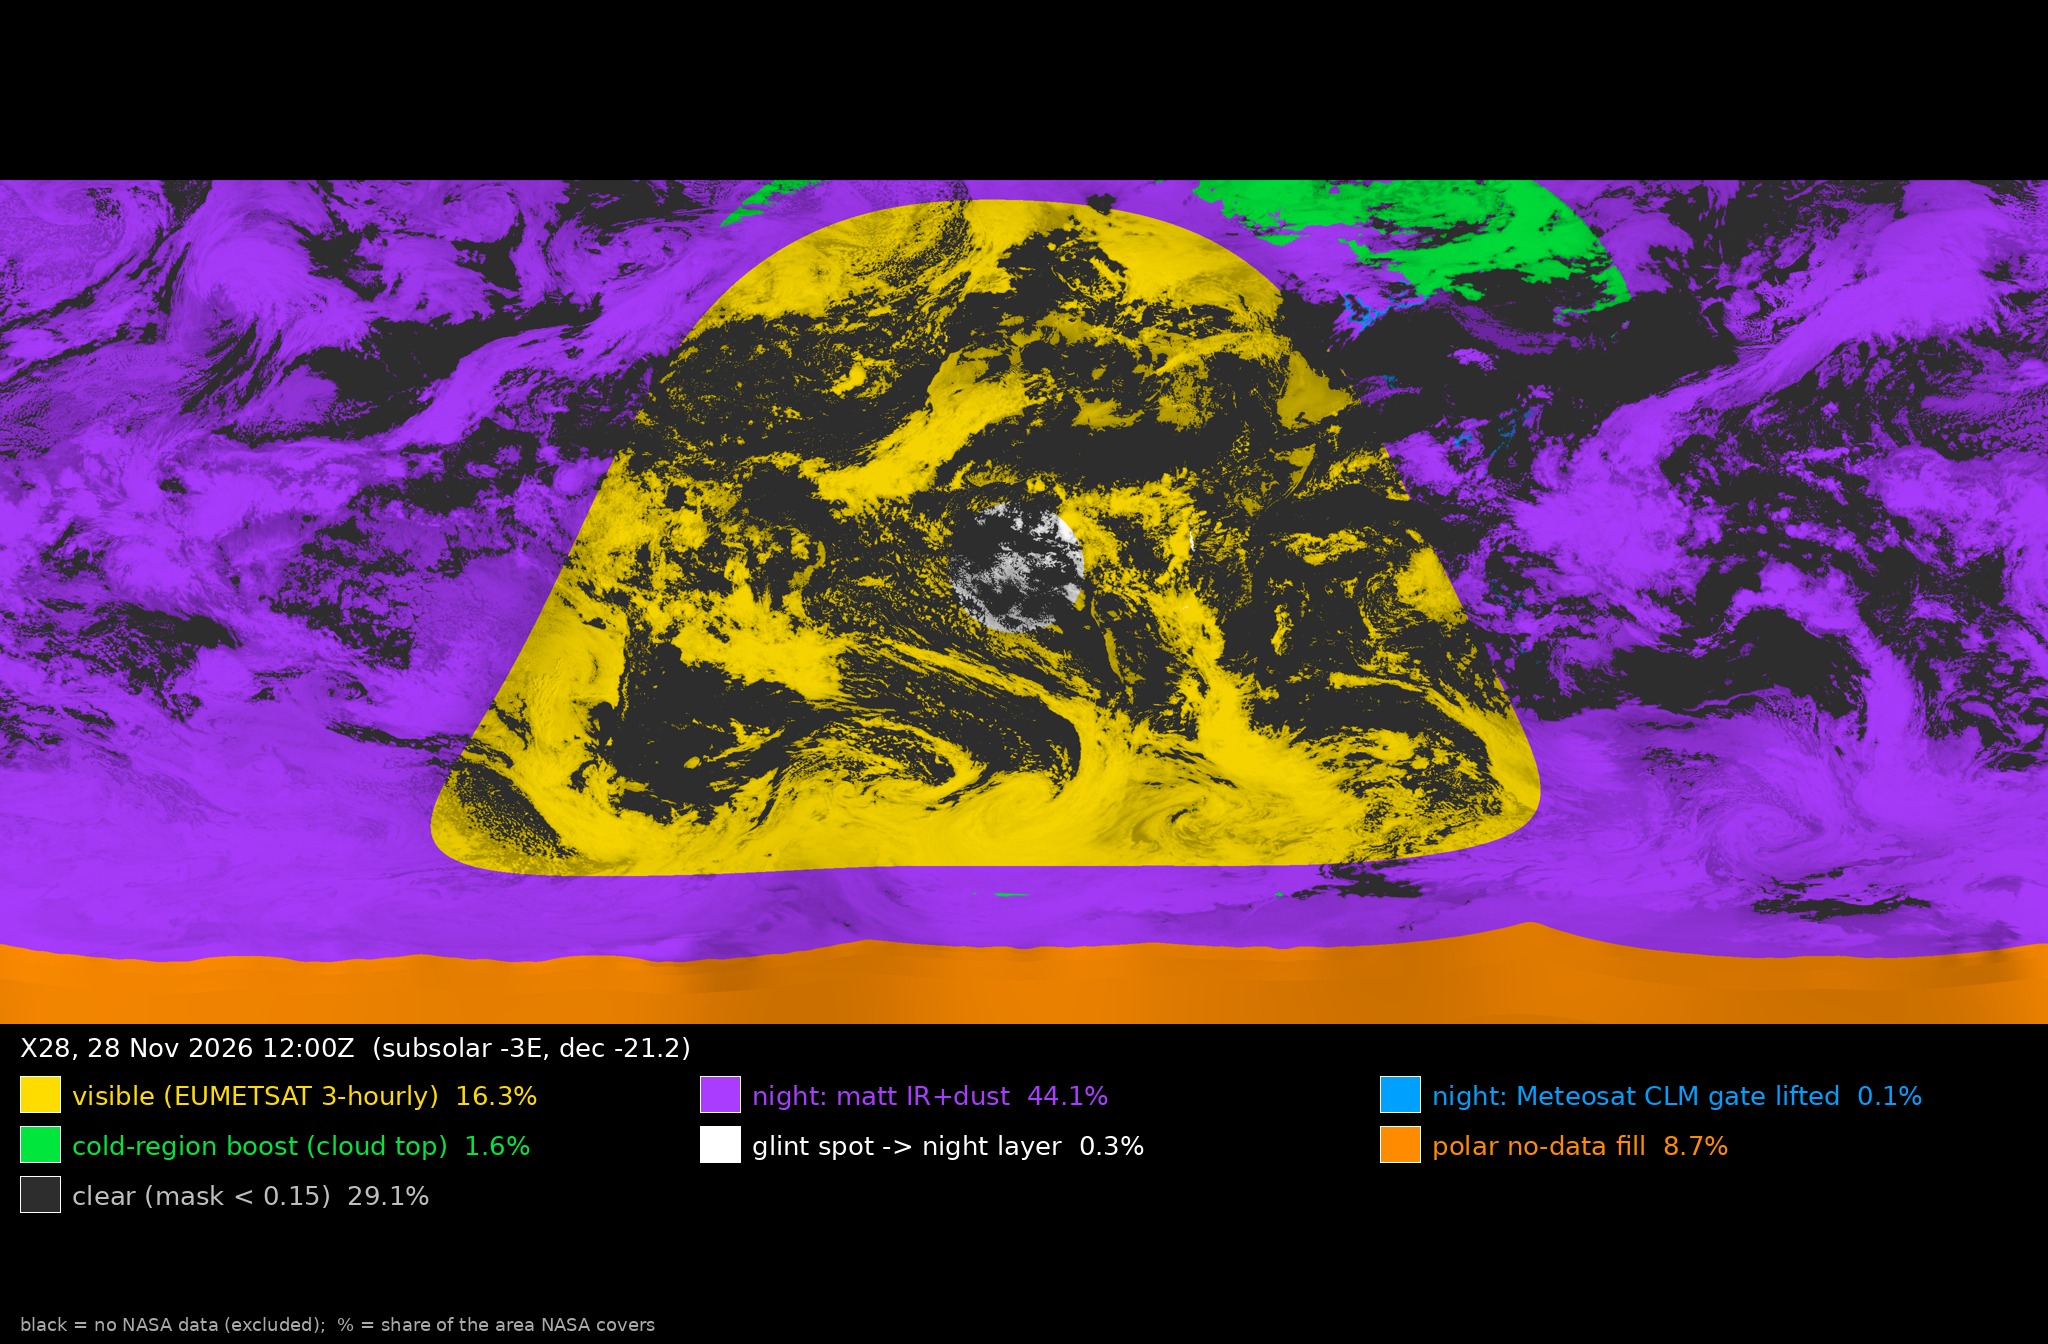 X28, 28 Nov 2026 12:00Z  (subsolar -3E, dec -21.2)
visible (EUMETSAT 3-hourly)  16.3%
night: matt IR+dust  44.1%
night: Meteosat CLM gate lifted  0.1%
cold-region boost (cloud top)  1.6%
glint spot -> night layer  0.3%
polar no-data fill  8.7%
clear (mask < 0.15)  29.1%
black = no NASA data (excluded);  % = share of the area NASA covers